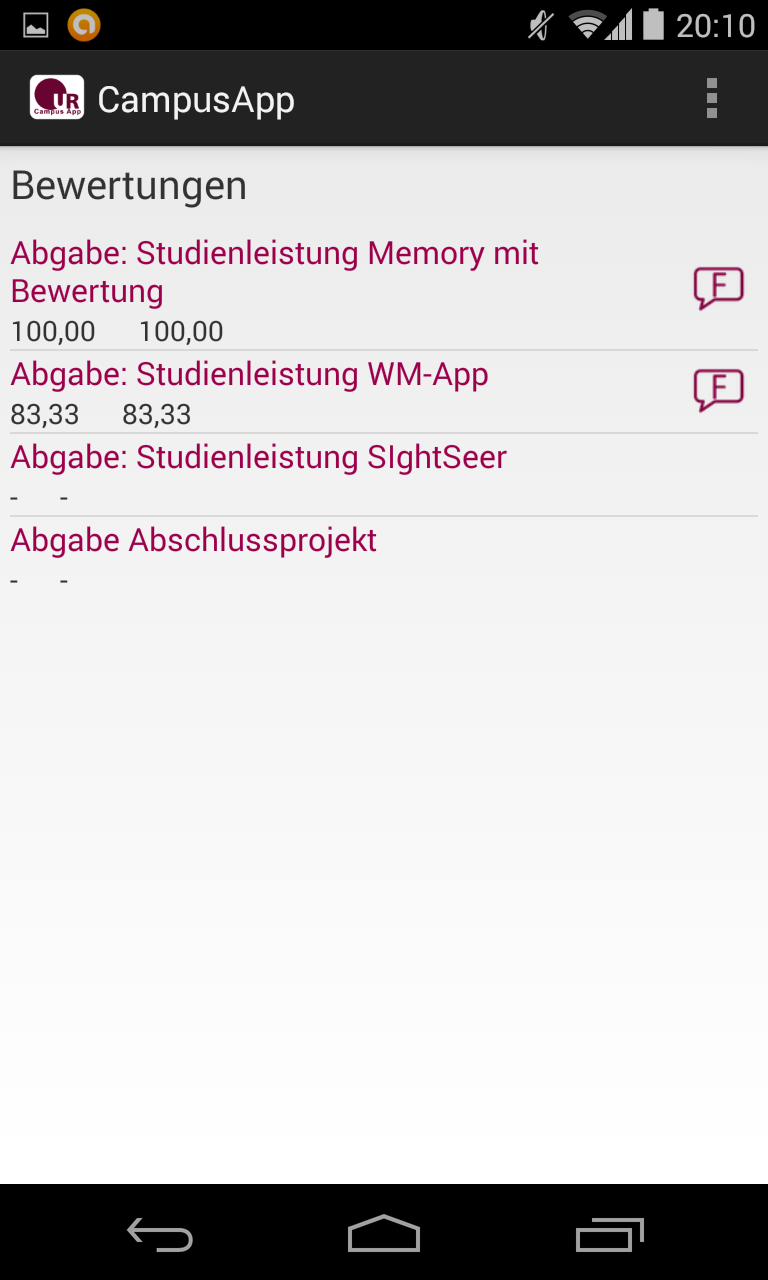 20:10
UR
Campus App
CampusApp
Bewertungen
Abgabe: Studienleistung Memory mit
Bewertung
F
100,00 100,00
Abgabe: Studienleistung WM-App
F
83,33 83,33
Abgabe: Studienleistung SIghtSeer
- -
Abgabe Abschlussprojekt
- -